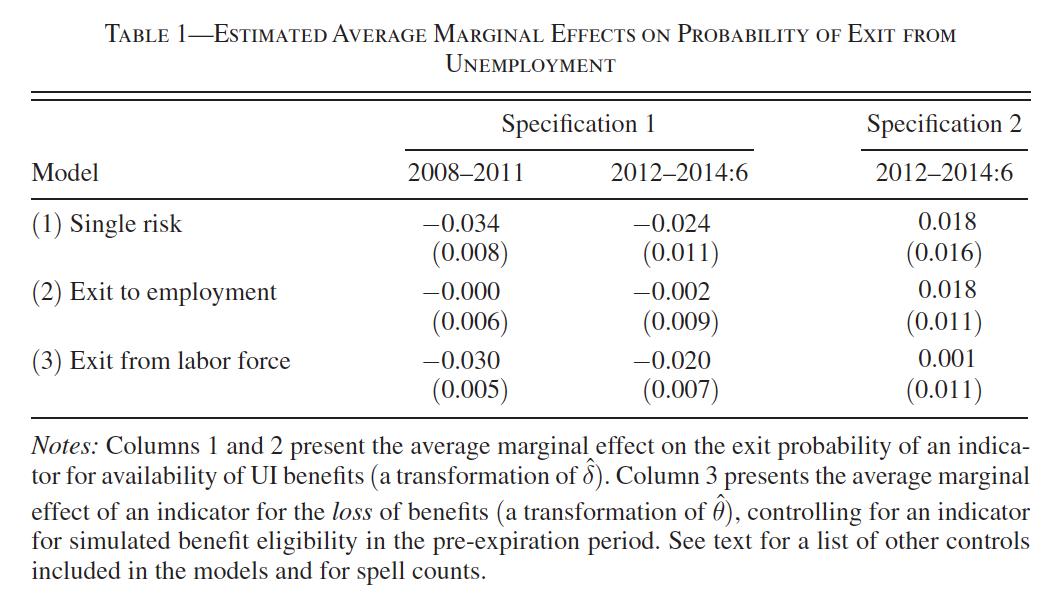 TABLE 1—ESTIMATED AVERAGE MARGINAL EFFECTS ON PROBABILITY OF EXIT FROM
UNEMPLOYMENT
Specification 1 Specification 2
Model 2008–2011 2012–2014:6 2012–2014:6
(1) Single risk −0.034 −0.024 0.018
(0.008) (0.011) (0.016)
(2) Exit to employment −0.000 −0.002 0.018
(0.006) (0.009) (0.011)
(3) Exit from labor force −0.030 −0.020 0.001
(0.005) (0.007) (0.011)
Notes: Columns 1 and 2 present the average marginal effect on the exit probability of an indica-
tor for availability of UI benefits (a transformation of δ̂). Column 3 presents the average marginal
effect of an indicator for the loss of benefits (a transformation of θ̂), controlling for an indicator
for simulated benefit eligibility in the pre-expiration period. See text for a list of other controls
included in the models and for spell counts.